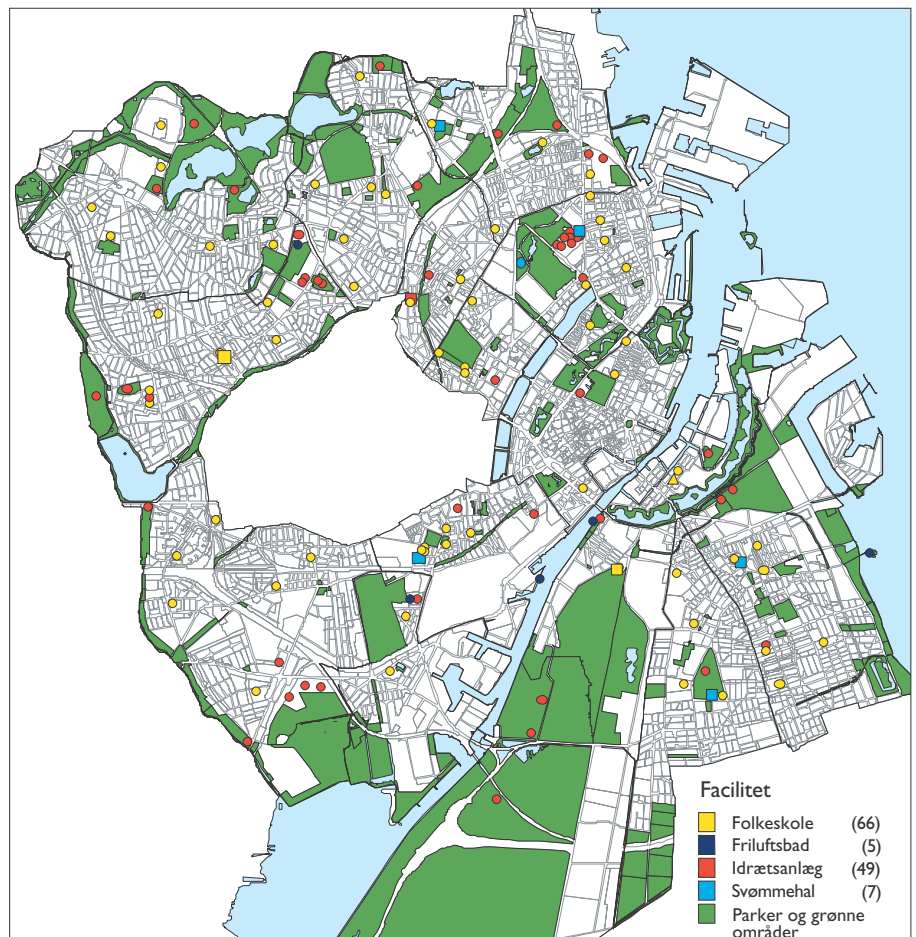 Facilitet
Folkeskole (66)
Friluftsbad (5)
Idrætsanlæg (49)
Svømmehal (7)
Parker og grønne
områder